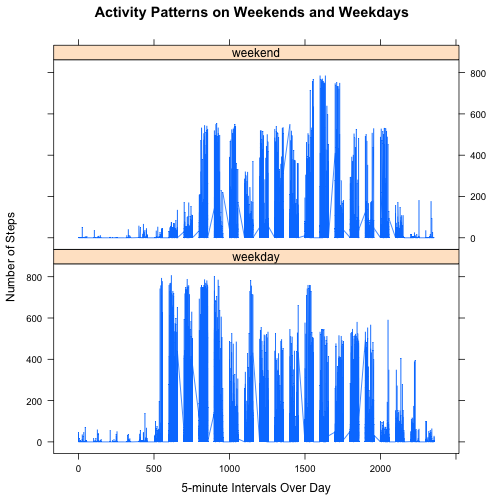 Activity Patterns on Weekends and Weekdays
weekend
800
600
400
200
0
weekday
800
600
400
200
0
0 500 1000 1500 2000
Number of Steps
5-minute Intervals Over Day